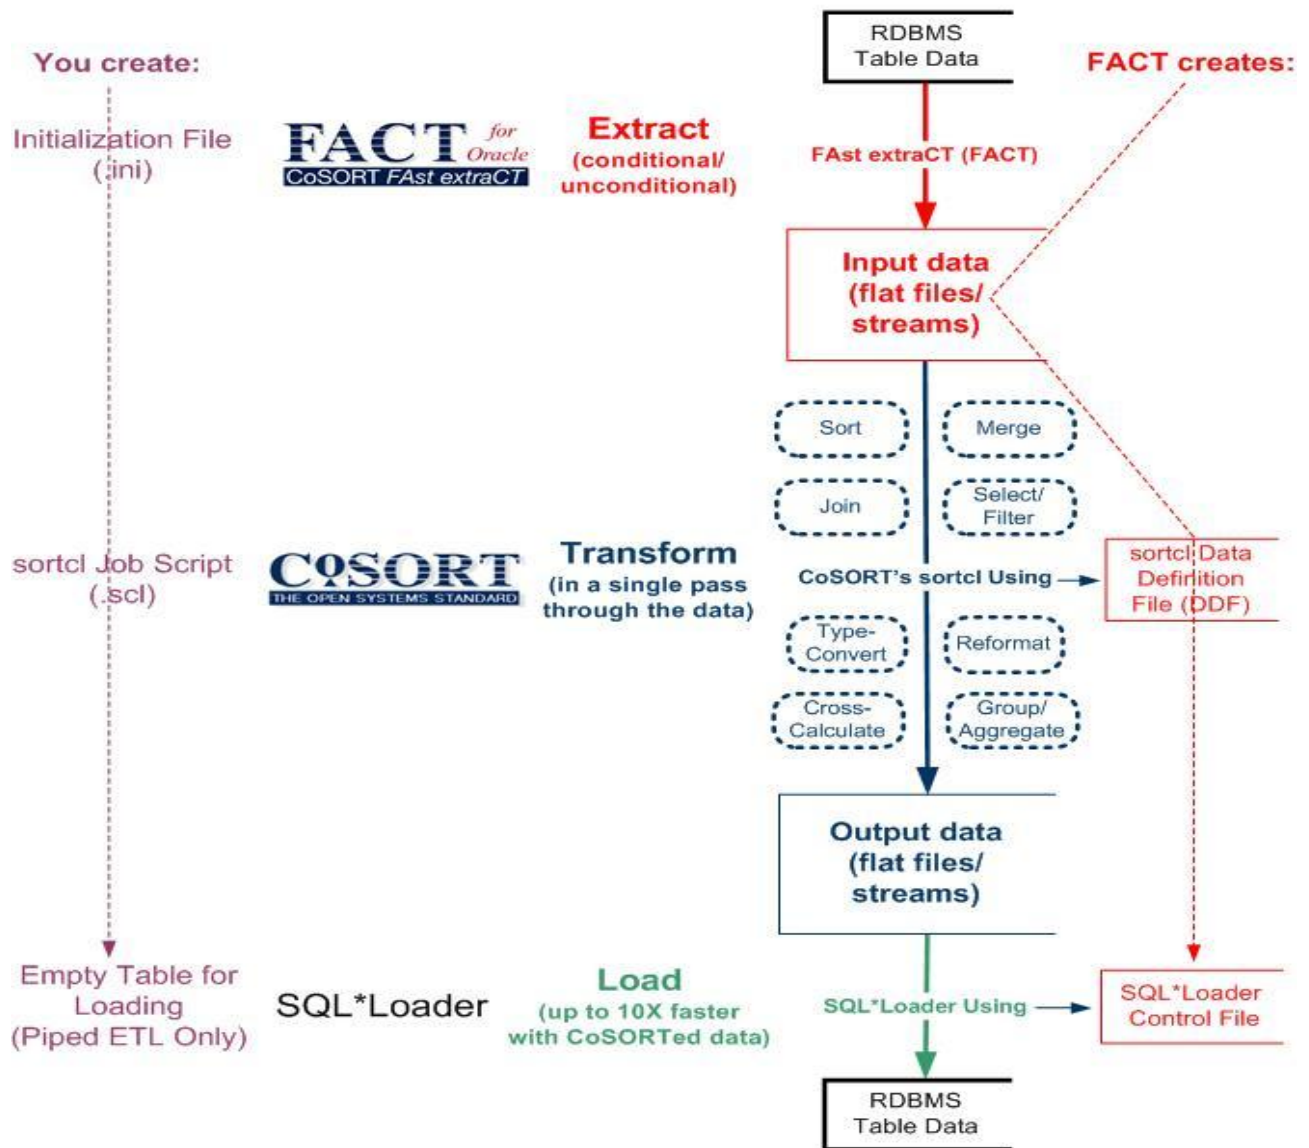 RDBMS
Table Data
You create:
FACT creates:
Initialization File
(.ini)
FACT for
Oracle
CoSORT FAst extraCT
Extract
(conditional/
unconditional)
FAst extraCT (FACT)
Input data
(flat files/
streams)
Sort
Merge
Join
Select/
Filter
sortcl Job Script
(.scl)
CoSORT
THE OPEN SYSTEMS STANDARD
Transform
(in a single pass
through the data)
CoSORT's sortcl Using
sortcl Data
Definition
File (DDF)
Type-
Convert
Reformat
Cross-
Calculate
Group/
Aggregate
Output data
(flat files/
streams)
Empty Table for
Loading
(Piped ETL Only)
SQL*Loader
Load
(up to 10X faster
with CoSORTed data)
SQL*Loader Using
SQL*Loader
Control File
RDBMS
Table Data